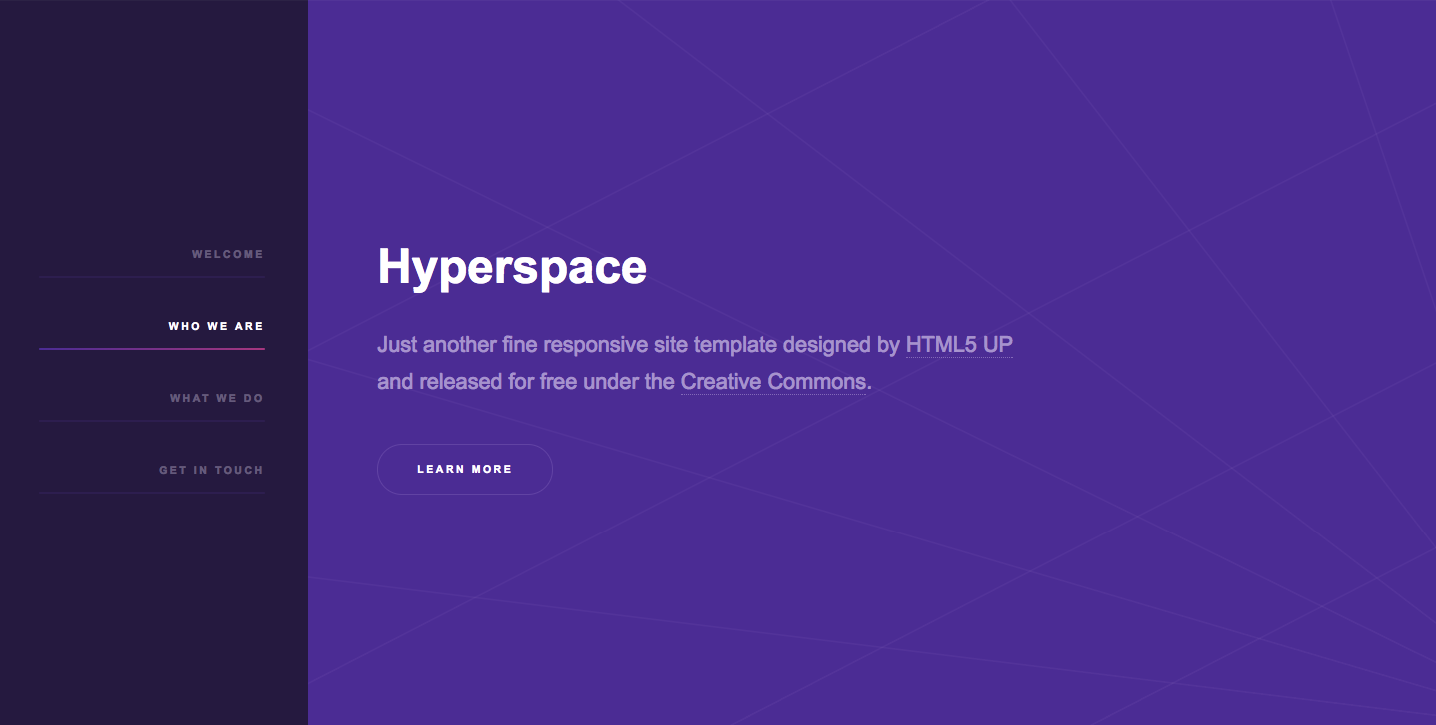 WELCOME
WHO WE ARE
WHAT WE DO
GET IN TOUCH
Hyperspace
Just another fine responsive site template designed by HTML5 UP
and released for free under the Creative Commons.
LEARN MORE